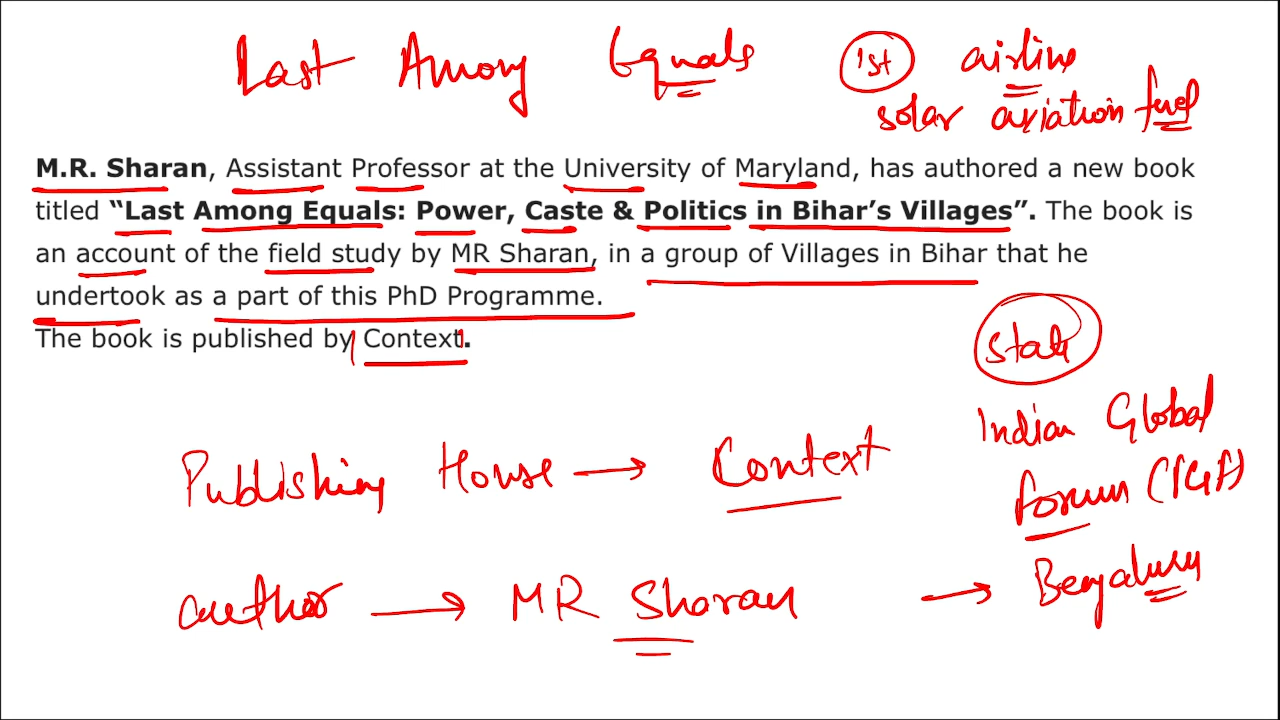 Last Among Equals
1st airline
solar aviation fuel
M.R. Sharan, Assistant Professor at the University of Maryland, has authored a new book
titled “Last Among Equals: Power, Caste & Politics in Bihar’s Villages”. The book is
an account of the field study by MR Sharan, in a group of Villages in Bihar that he
undertook as a part of this PhD Programme.
The book is published by Context.
state
Indian Global
Forum (IGF)
Publishing House → Context
author → MR Sharan → Bengaluru